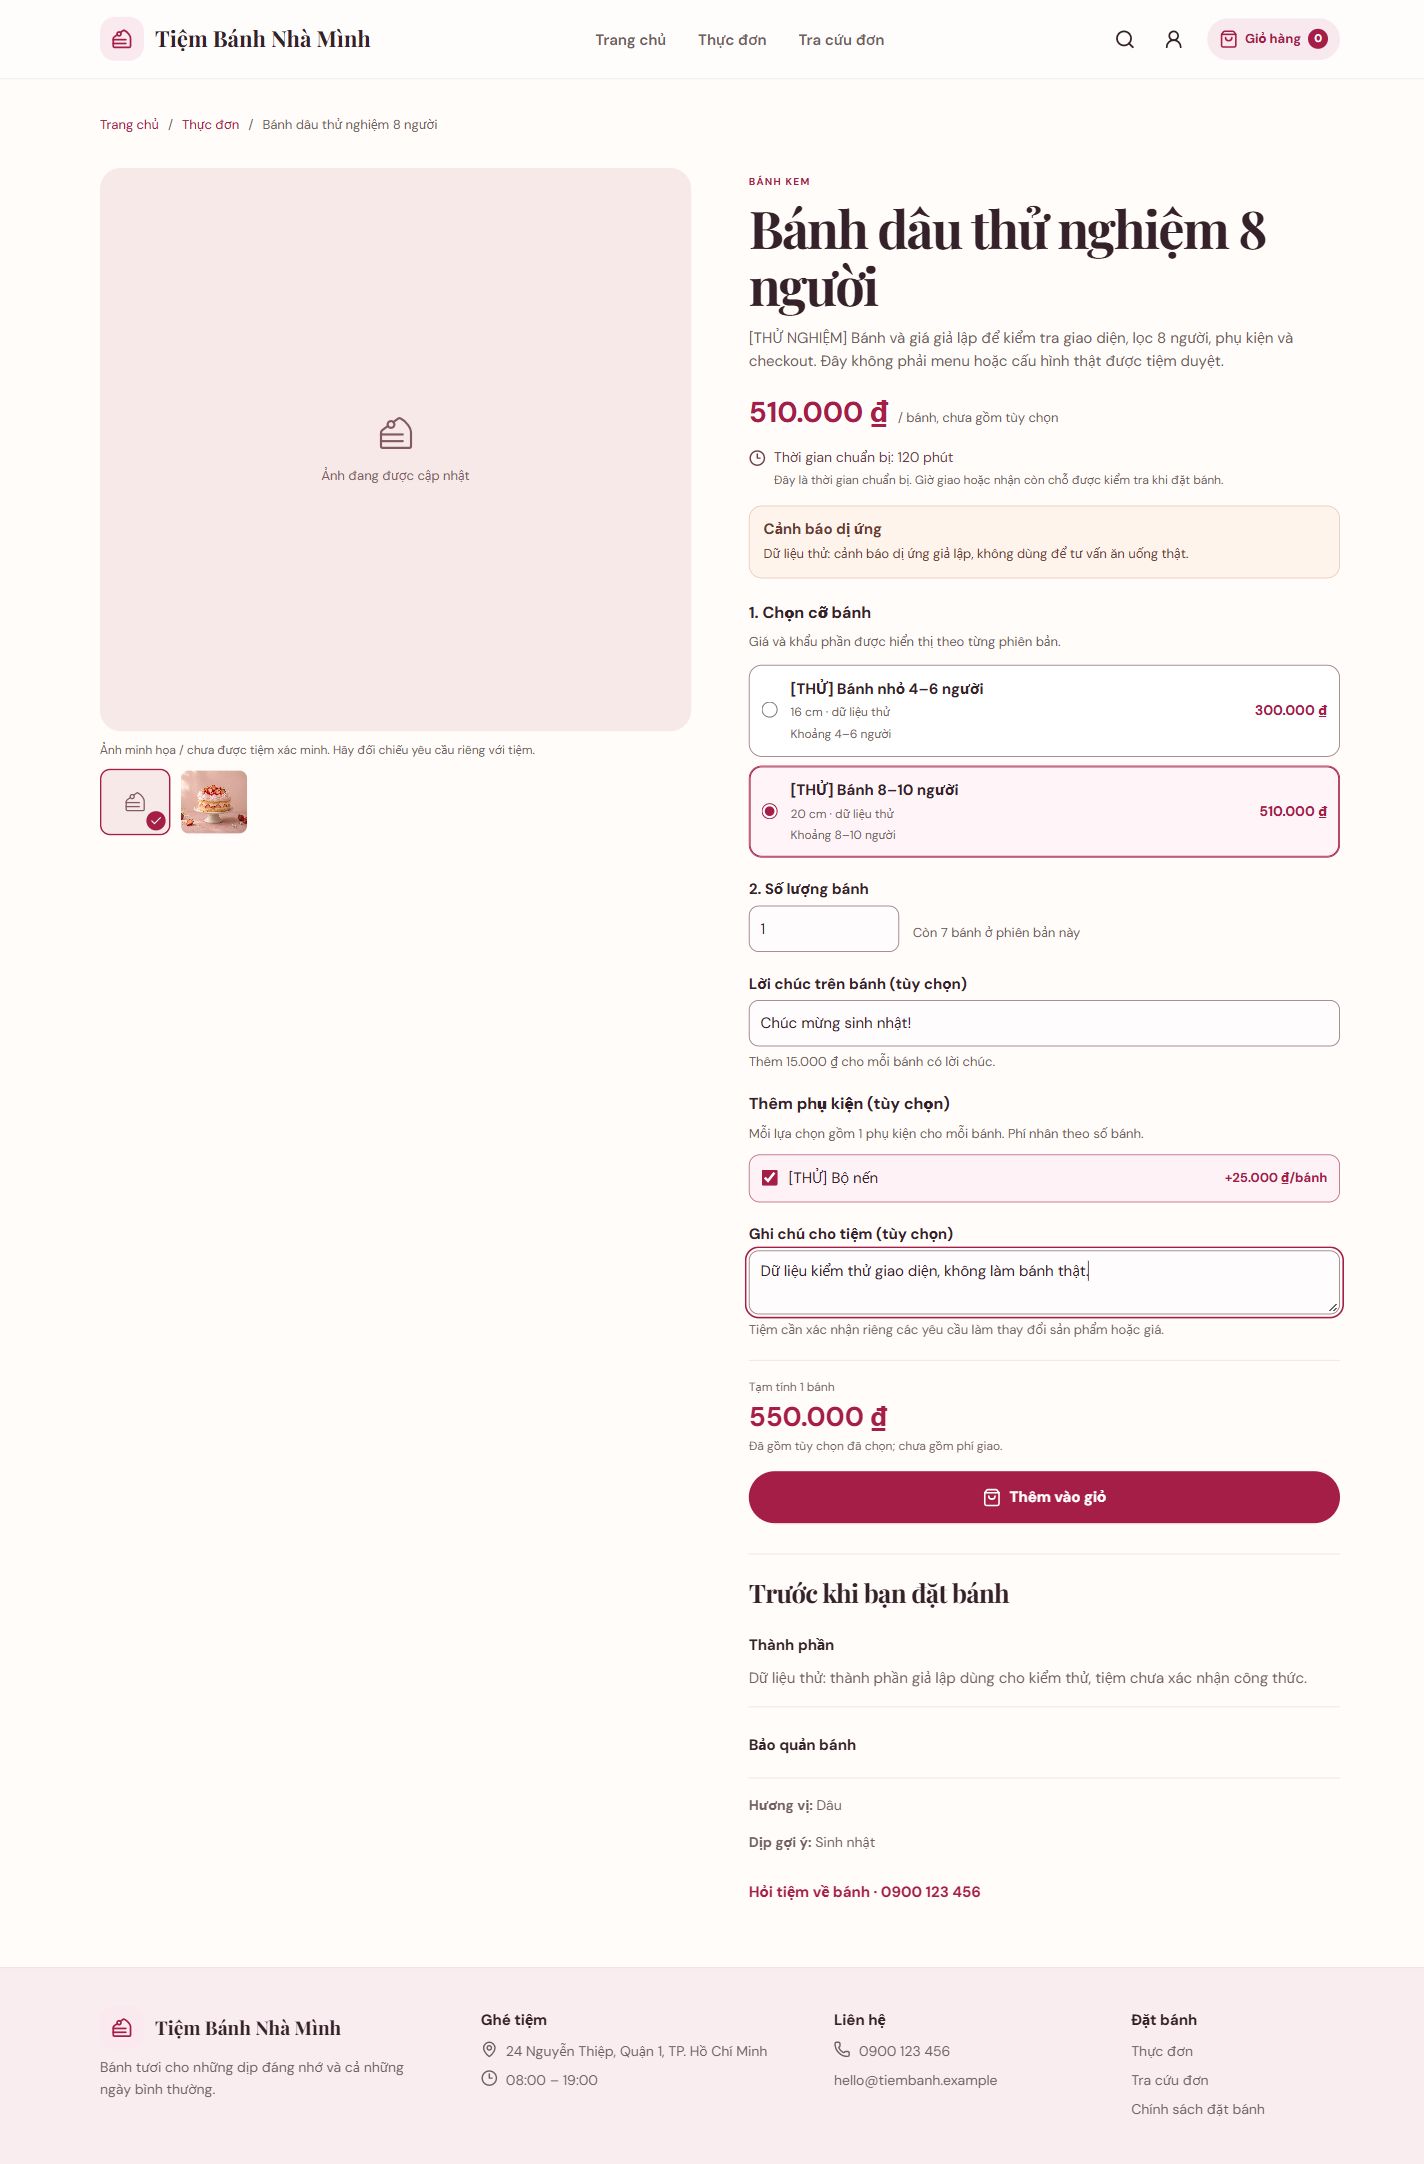 Tiệm Bánh Nhà Mình
Trang chủ
Thực đơn
Tra cứu đơn
Giỏ hàng 0
Trang chủ / Thực đơn / Bánh dâu thử nghiệm 8 người
Ảnh đang được cập nhật
Ảnh minh họa / chưa được tiệm xác minh. Hãy đối chiếu yêu cầu riêng với tiệm.
BÁNH KEM
Bánh dâu thử nghiệm 8
người
[THỬ NGHIỆM] Bánh và giá giả lập để kiểm tra giao diện, lọc 8 người, phụ kiện và
checkout. Đây không phải menu hoặc cấu hình thật được tiệm duyệt.
510.000 ₫ / bánh, chưa gồm tùy chọn
Thời gian chuẩn bị: 120 phút
Đây là thời gian chuẩn bị. Giờ giao hoặc nhận còn chỗ được kiểm tra khi đặt bánh.
Cảnh báo dị ứng
Dữ liệu thử: cảnh báo dị ứng giả lập, không dùng để tư vấn ăn uống thật.
1. Chọn cỡ bánh
Giá và khẩu phần được hiển thị theo từng phiên bản.
[THỬ] Bánh nhỏ 4–6 người
16 cm · dữ liệu thử
Khoảng 4–6 người
300.000 ₫
[THỬ] Bánh 8–10 người
20 cm · dữ liệu thử
Khoảng 8–10 người
510.000 ₫
2. Số lượng bánh
1
Còn 7 bánh ở phiên bản này
Lời chúc trên bánh (tùy chọn)
Chúc mừng sinh nhật!
Thêm 15.000 ₫ cho mỗi bánh có lời chúc.
Thêm phụ kiện (tùy chọn)
Mỗi lựa chọn gồm 1 phụ kiện cho mỗi bánh. Phí nhân theo số bánh.
[THỬ] Bộ nến
+25.000 ₫/bánh
Ghi chú cho tiệm (tùy chọn)
Dữ liệu kiểm thử giao diện, không làm bánh thật.
Tiệm cần xác nhận riêng các yêu cầu làm thay đổi sản phẩm hoặc giá.
Tạm tính 1 bánh
550.000 ₫
Đã gồm tùy chọn đã chọn; chưa gồm phí giao.
Thêm vào giỏ
Trước khi bạn đặt bánh
Thành phần
Dữ liệu thử: thành phần giả lập dùng cho kiểm thử, tiệm chưa xác nhận công thức.
Bảo quản bánh
Hương vị: Dâu
Dịp gợi ý: Sinh nhật
Hỏi tiệm về bánh · 0900 123 456
Tiệm Bánh Nhà Mình
Bánh tươi cho những dịp đáng nhớ và cả những
ngày bình thường.
Ghé tiệm
24 Nguyễn Thiệp, Quận 1, TP. Hồ Chí Minh
08:00 – 19:00
Liên hệ
0900 123 456
hello@tiembanh.example
Đặt bánh
Thực đơn
Tra cứu đơn
Chính sách đặt bánh